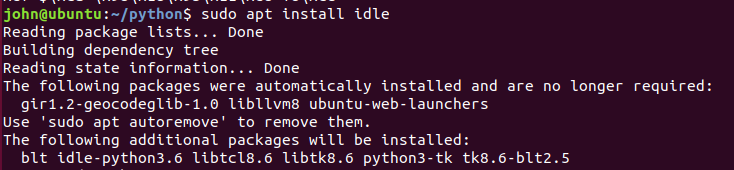 john@ubuntu:~/python$ sudo apt install idle
Reading package lists... Done
Building dependency tree
Reading state information... Done
The following packages were automatically installed and are no longer required:
  gir1.2-geocodeglib-1.0 libllvm8 ubuntu-web-launchers
Use 'sudo apt autoremove' to remove them.
The following additional packages will be installed:
  blt idle-python3.6 libtcl8.6 libtk8.6 python3-tk tk8.6-blt2.5